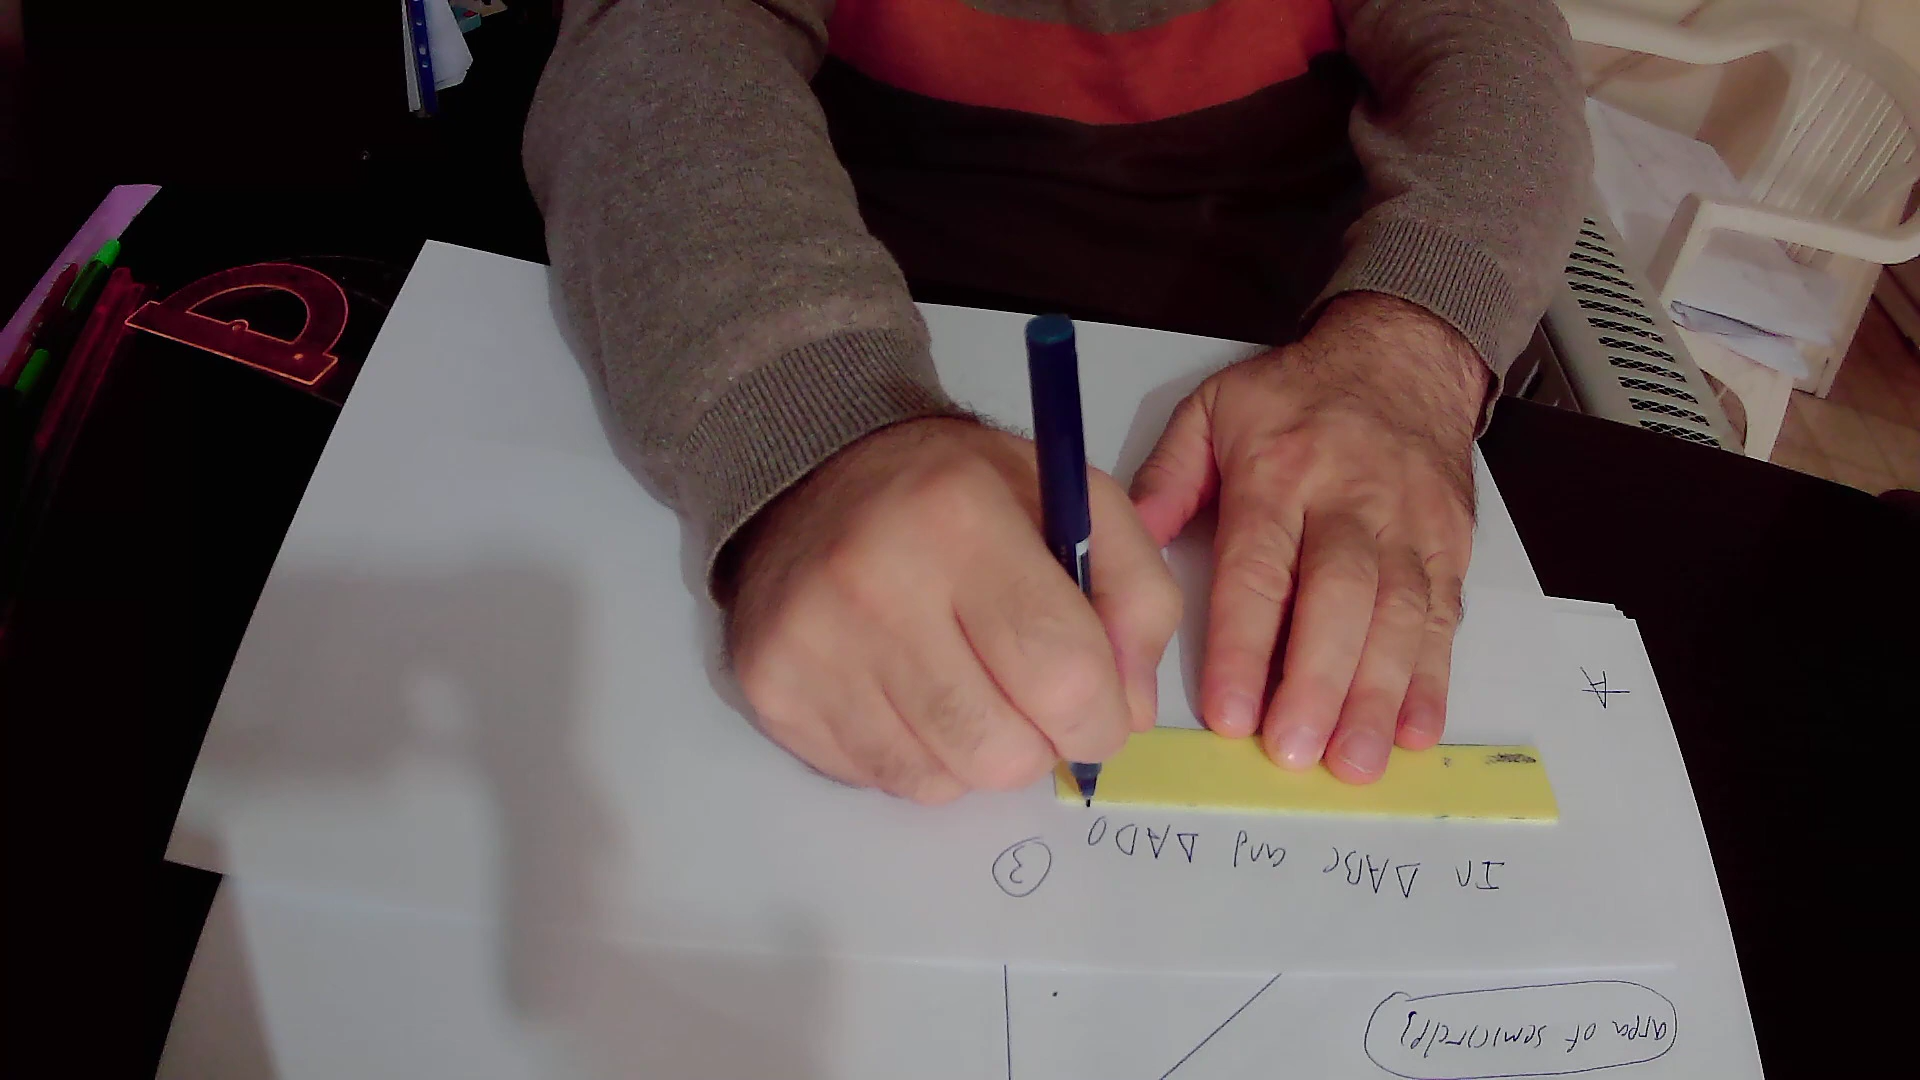 area of semicircle
In ΔABC and ΔADO ③
A